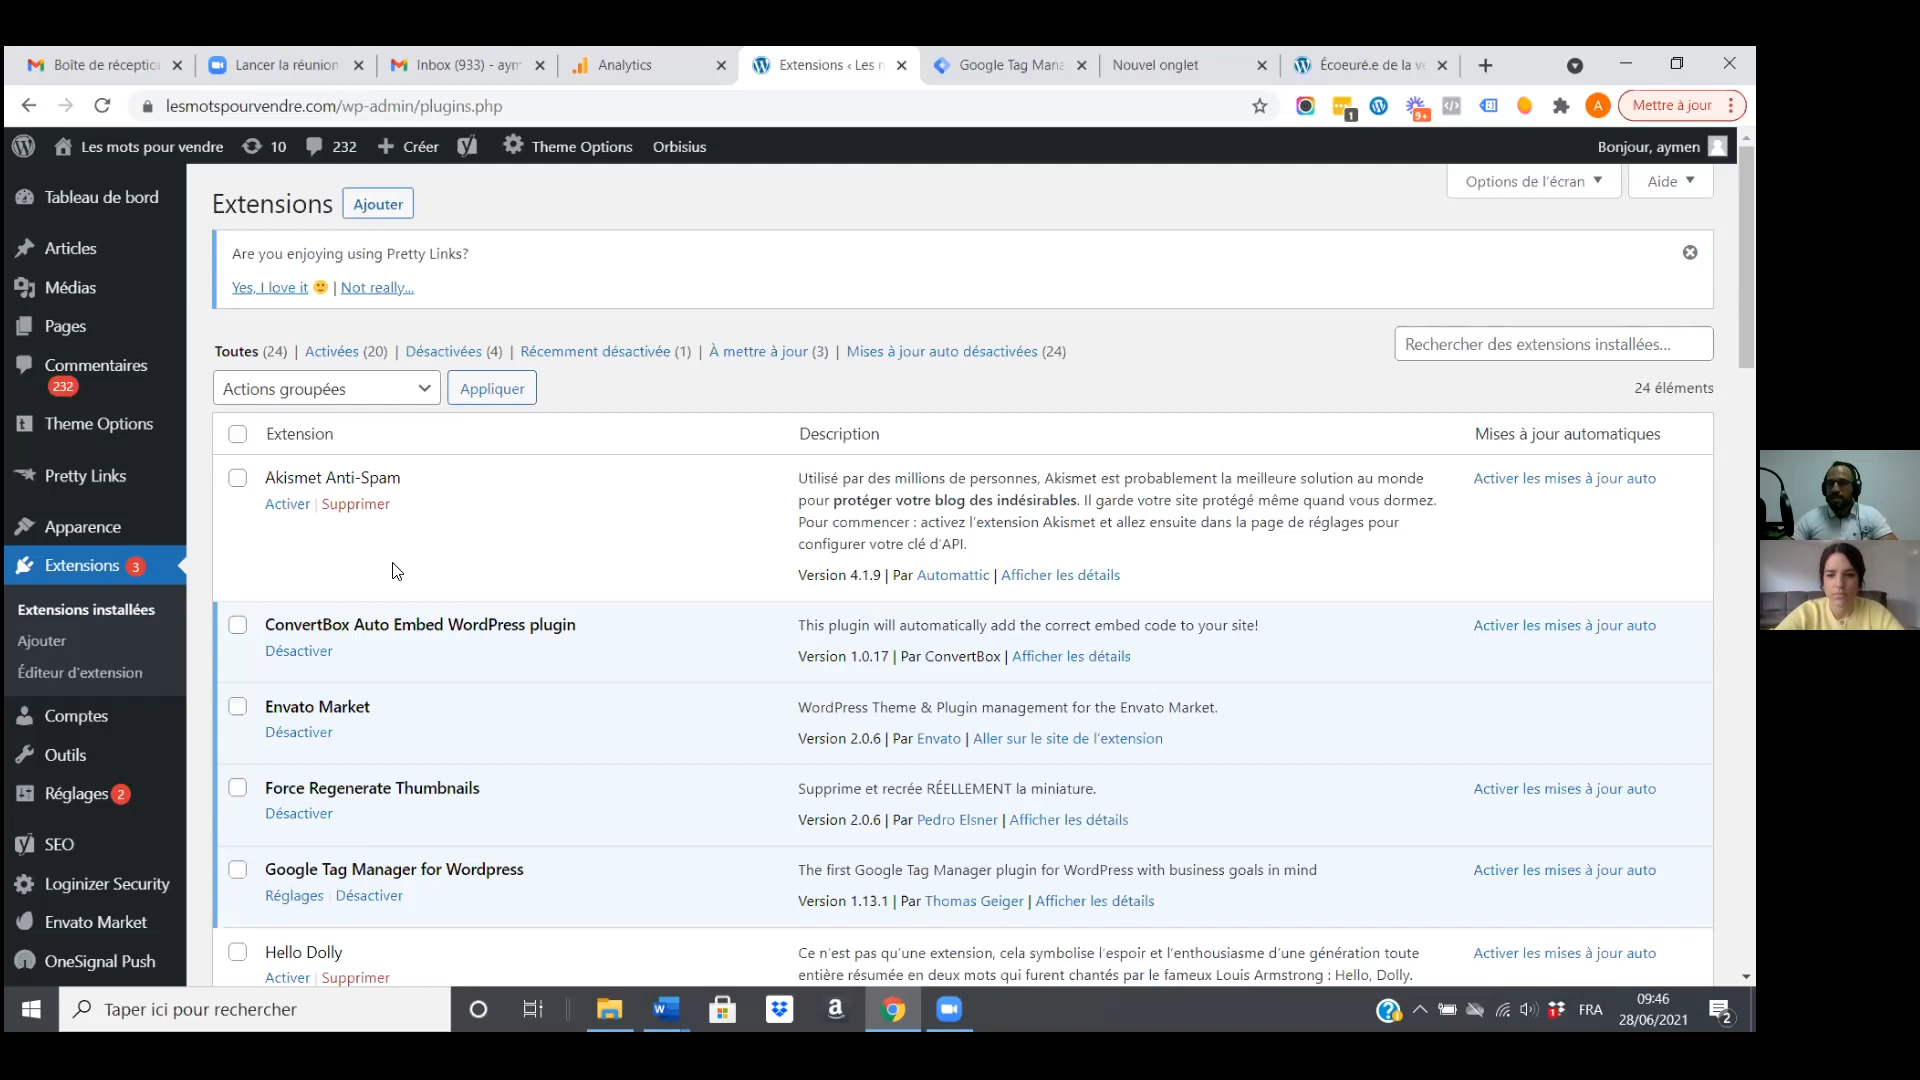 Boîte de réceptio
Lancer la réunion
Inbox (933) - aym
Analytics
Extensions ‹ Les n
Google Tag Mana
Nouvel onglet
Écoeuré.e de la ve
lesmotspourvendre.com/wp-admin/plugins.php
1
9+
A
Mettre à jour
Les mots pour vendre
10
232
Créer
Theme Options
Orbisius
Bonjour, aymen
Tableau de bord
Articles
Médias
Pages
Commentaires
232
Theme Options
Pretty Links
Apparence
Extensions 3
Extensions installées
Ajouter
Éditeur d'extension
Comptes
Outils
Réglages 2
SEO
Loginizer Security
Envato Market
OneSignal Push
Options de l'écran
Aide
Extensions
Ajouter
Are you enjoying using Pretty Links?
Yes, I love it 🙂 | Not really...
Toutes (24) | Activées (20) | Désactivées (4) | Récemment désactivée (1) | À mettre à jour (3) | Mises à jour auto désactivées (24)
Rechercher des extensions installées...
Actions groupées
Appliquer
24 éléments
Extension
Description
Mises à jour automatiques
Akismet Anti-Spam
Activer | Supprimer
Utilisé par des millions de personnes, Akismet est probablement la meilleure solution au monde
pour protéger votre blog des indésirables. Il garde votre site protégé même quand vous dormez.
Pour commencer : activez l'extension Akismet et allez ensuite dans la page de réglages pour
configurer votre clé d'API.
Version 4.1.9 | Par Automattic | Afficher les détails
Activer les mises à jour auto
ConvertBox Auto Embed WordPress plugin
Désactiver
This plugin will automatically add the correct embed code to your site!
Version 1.0.17 | Par ConvertBox | Afficher les détails
Activer les mises à jour auto
Envato Market
Désactiver
WordPress Theme & Plugin management for the Envato Market.
Version 2.0.6 | Par Envato | Aller sur le site de l'extension
Force Regenerate Thumbnails
Désactiver
Supprime et recrée RÉELLEMENT la miniature.
Version 2.0.6 | Par Pedro Elsner | Afficher les détails
Activer les mises à jour auto
Google Tag Manager for Wordpress
Réglages | Désactiver
The first Google Tag Manager plugin for WordPress with business goals in mind
Version 1.13.1 | Par Thomas Geiger | Afficher les détails
Activer les mises à jour auto
Hello Dolly
Activer | Supprimer
Ce n'est pas qu'une extension, cela symbolise l'espoir et l'enthousiasme d'une génération toute
entière résumée en deux mots qui furent chantés par le fameux Louis Armstrong : Hello, Dolly.
Activer les mises à jour auto
Taper ici pour rechercher
FRA
09:46
28/06/2021
2